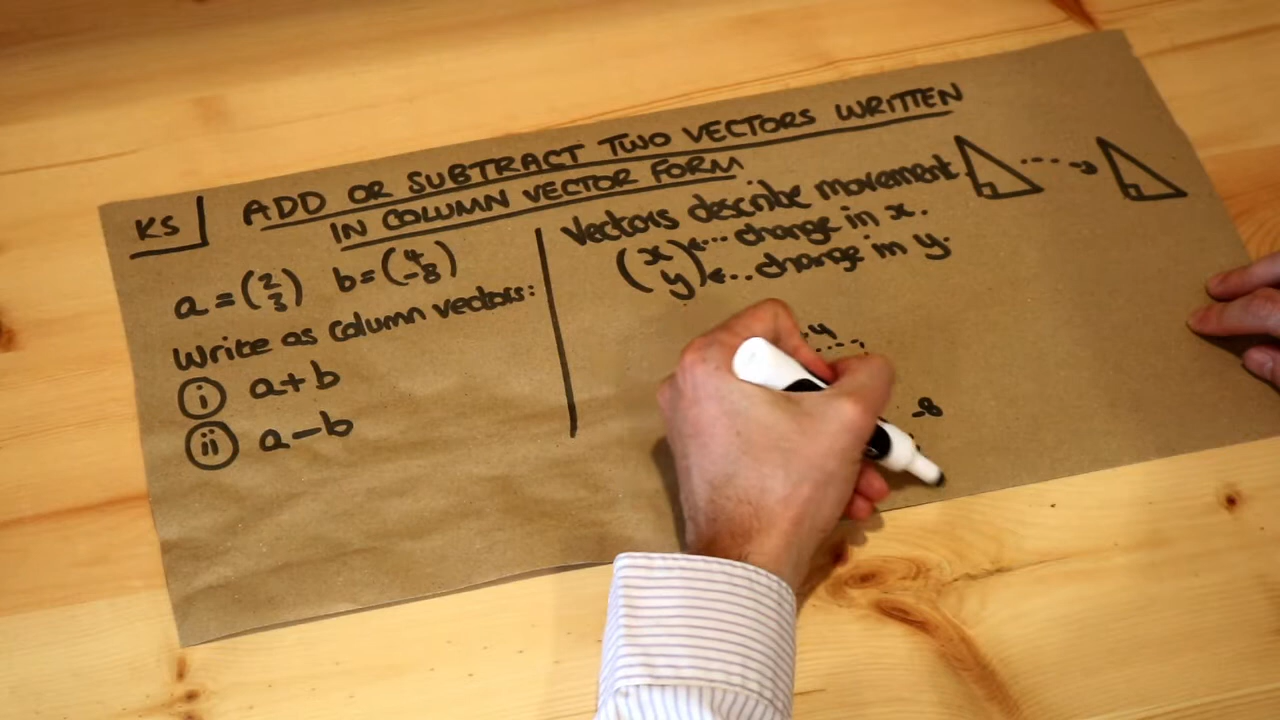 KS
ADD OR SUBTRACT TWO VECTORS WRITTEN
IN COLUMN VECTOR FORM
a = (2 3) b = (4 -8)
Write as column vectors:
i a+b
ii a-b
Vectors describe movement.
(x y) change in x.
change in y.
4
-8